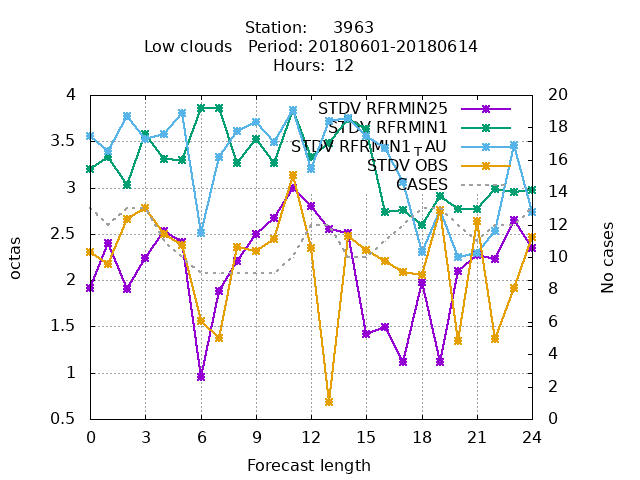 Station: 3963
Low clouds Period: 20180601-20180614
Hours: 12
STDV RFRMIN25
STDV RFRMIN1
STDV RFRMIN1┬AU
STDV OBS
CASES
octas
No cases
4
3.5
3
2.5
2
1.5
1
0.5
20
18
16
14
12
10
8
6
4
2
0
0 3 6 9 12 15 18 21 24
Forecast length